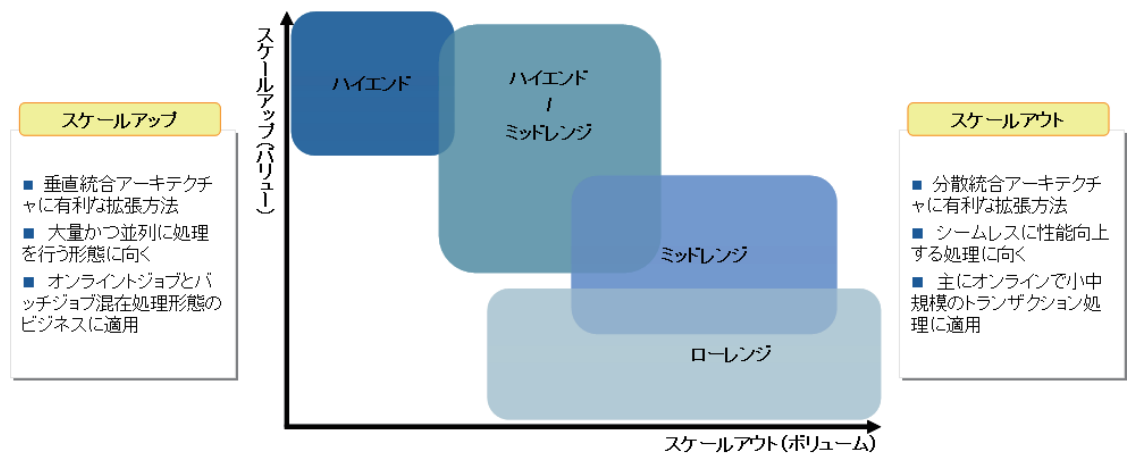 スケールアップ
■ 垂直統合アーキテクチ
ャに有利な拡張方法
■ 大量かつ並列に処理
を行う形態に向く
■ オンライントジョブとバ
ッチジョブ混在処理形態の
ビジネスに適用
スケールアップ(バリュー)
ハイエンド
ハイエンド
/
ミッドレンジ
ミッドレンジ
ローレンジ
スケールアウト(ボリューム)
スケールアウト
■ 分散統合アーキテクチ
ャに有利な拡張方法
■ シームレスに性能向上
する処理に向く
■ 主にオンラインで小中
規模のトランザクション処
理に適用